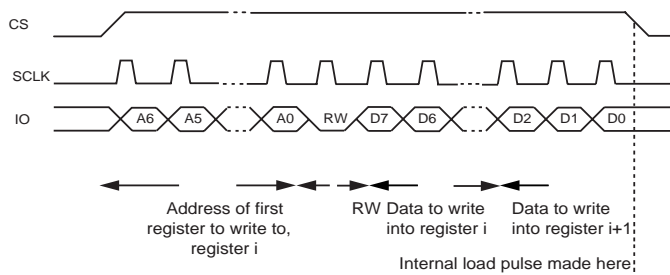 CS
SCLK
IO
A6 A5 A0 RW D7 D6 D2 D1 D0
Address of first
register to write to,
register i
RW Data to write
into register i
Data to write
into register i+1
Internal load pulse made here